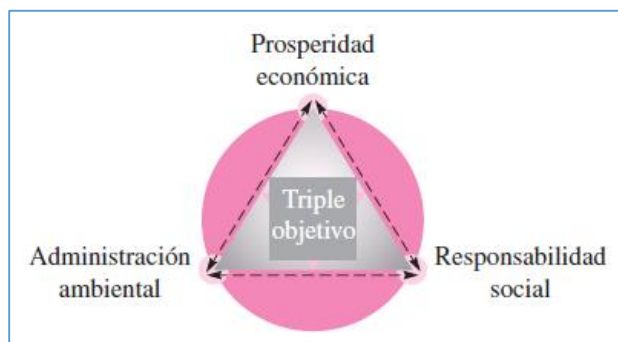 Prosperidad
económica
Triple
objetivo
Administración
ambiental
Responsabilidad
social